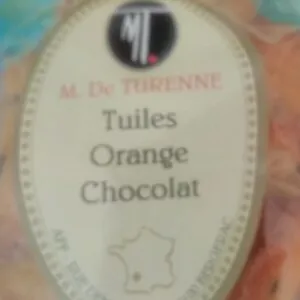 MT.
M. De TURENNE
Tuiles
Orange
Chocolat